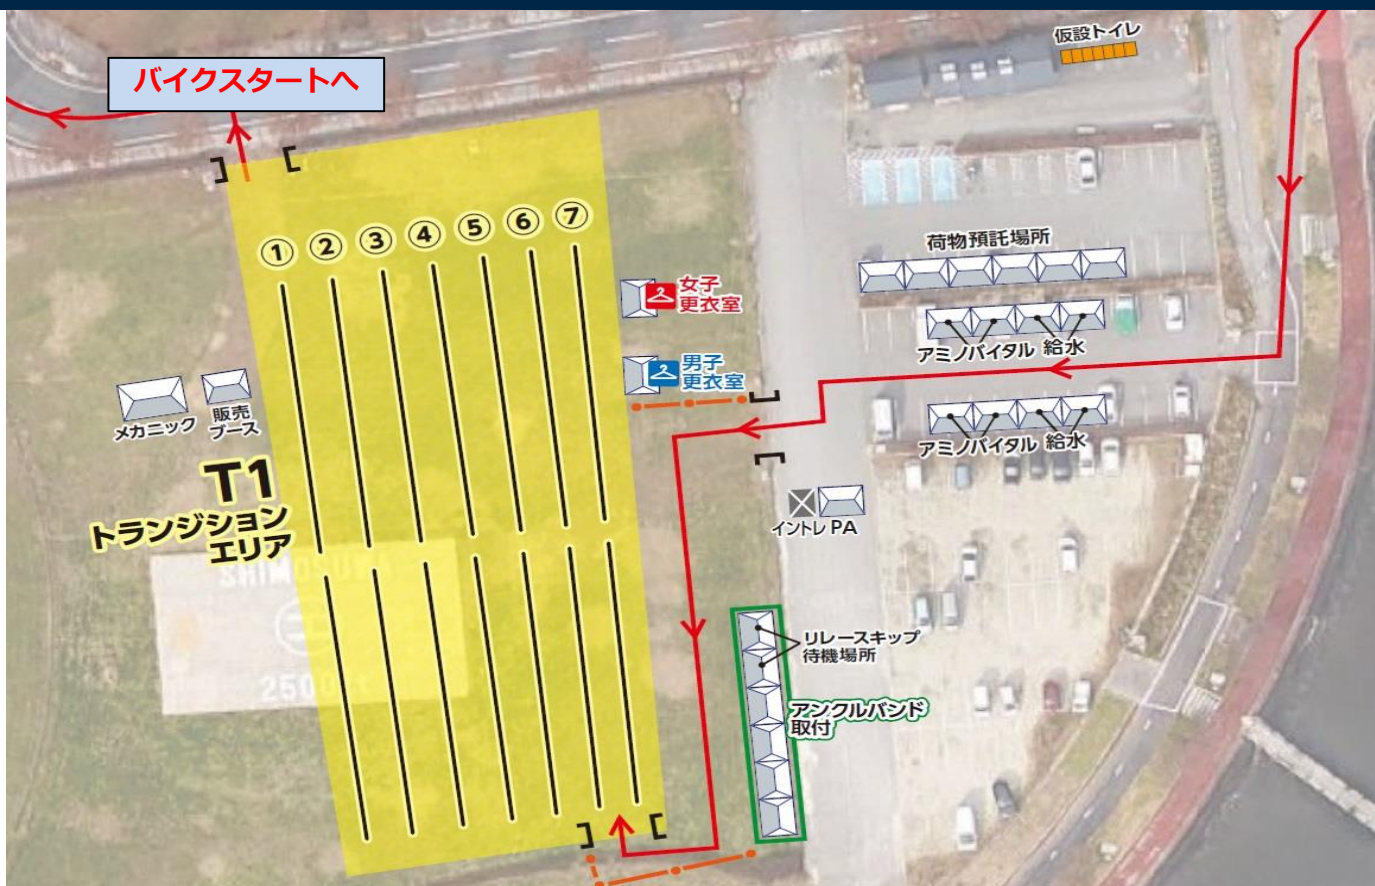 仮設トイレ
バイクスタートへ
① ② ③ ④ ⑤ ⑥ ⑦
荷物預託場所
女子
更衣室
アミノバイタル 給水
男子
更衣室
メカニック
販売
ブース
アミノバイタル 給水
T1
トランジション
エリア
イントレ PA
SHIMOSUWA
250
リレースキップ
待機場所
アンクルバンド
取付